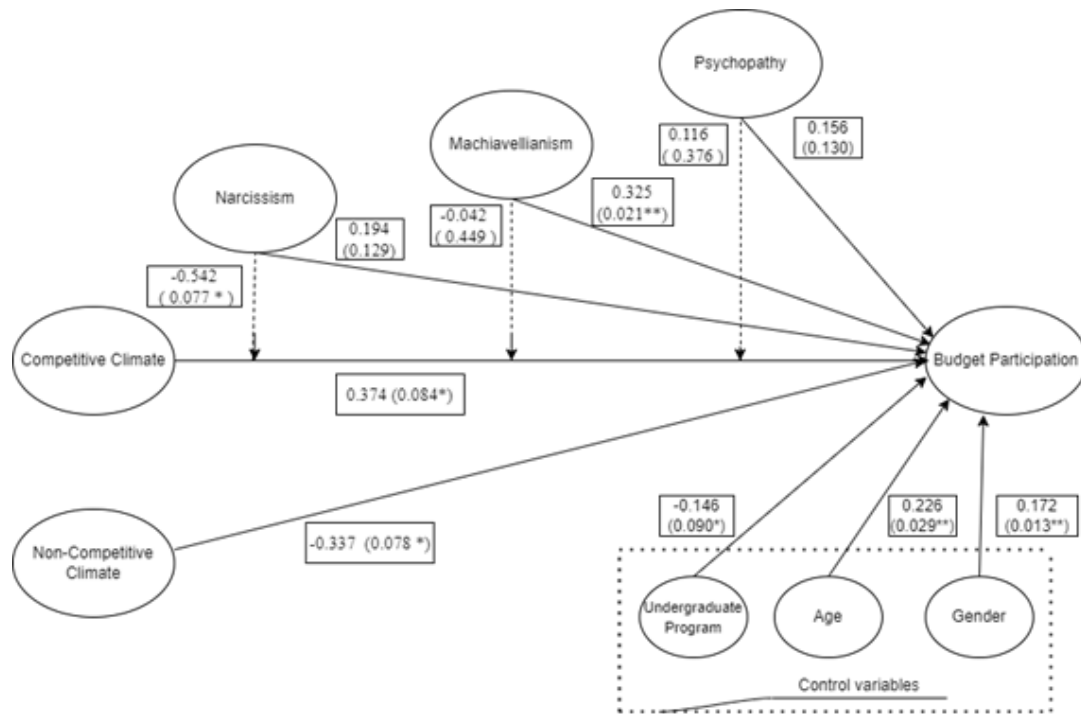 Psychopathy
0.116
( 0.376 )
0.156
(0.130)
Machiavellianism
-0.042
( 0.449 )
0.325
(0.021**)
Narcissism
0.194
(0.129)
-0.542
( 0.077 * )
Competitive Climate
Budget Participation
0.374 (0.084*)
-0.337 (0.078 *)
Non-Competitive
Climate
-0.146
(0.090*)
0.226
(0.029**)
0.172
(0.013**)
Undergraduate
Program
Age
Gender
Control variables